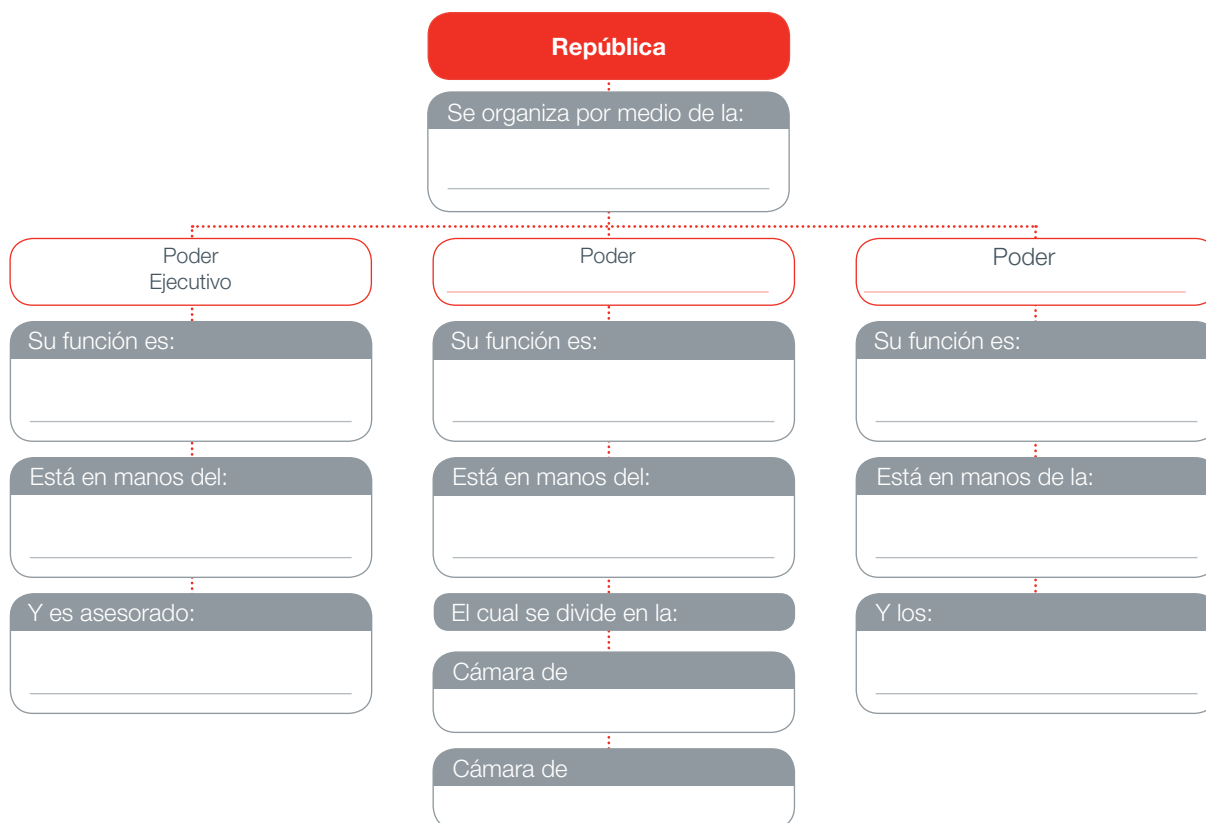 República
Se organiza por medio de la:
Poder
Ejecutivo
Su función es:
Está en manos del:
Y es asesorado:
Poder
Su función es:
Está en manos del:
El cual se divide en la:
Cámara de
Cámara de
Poder
Su función es:
Está en manos de la:
Y los: